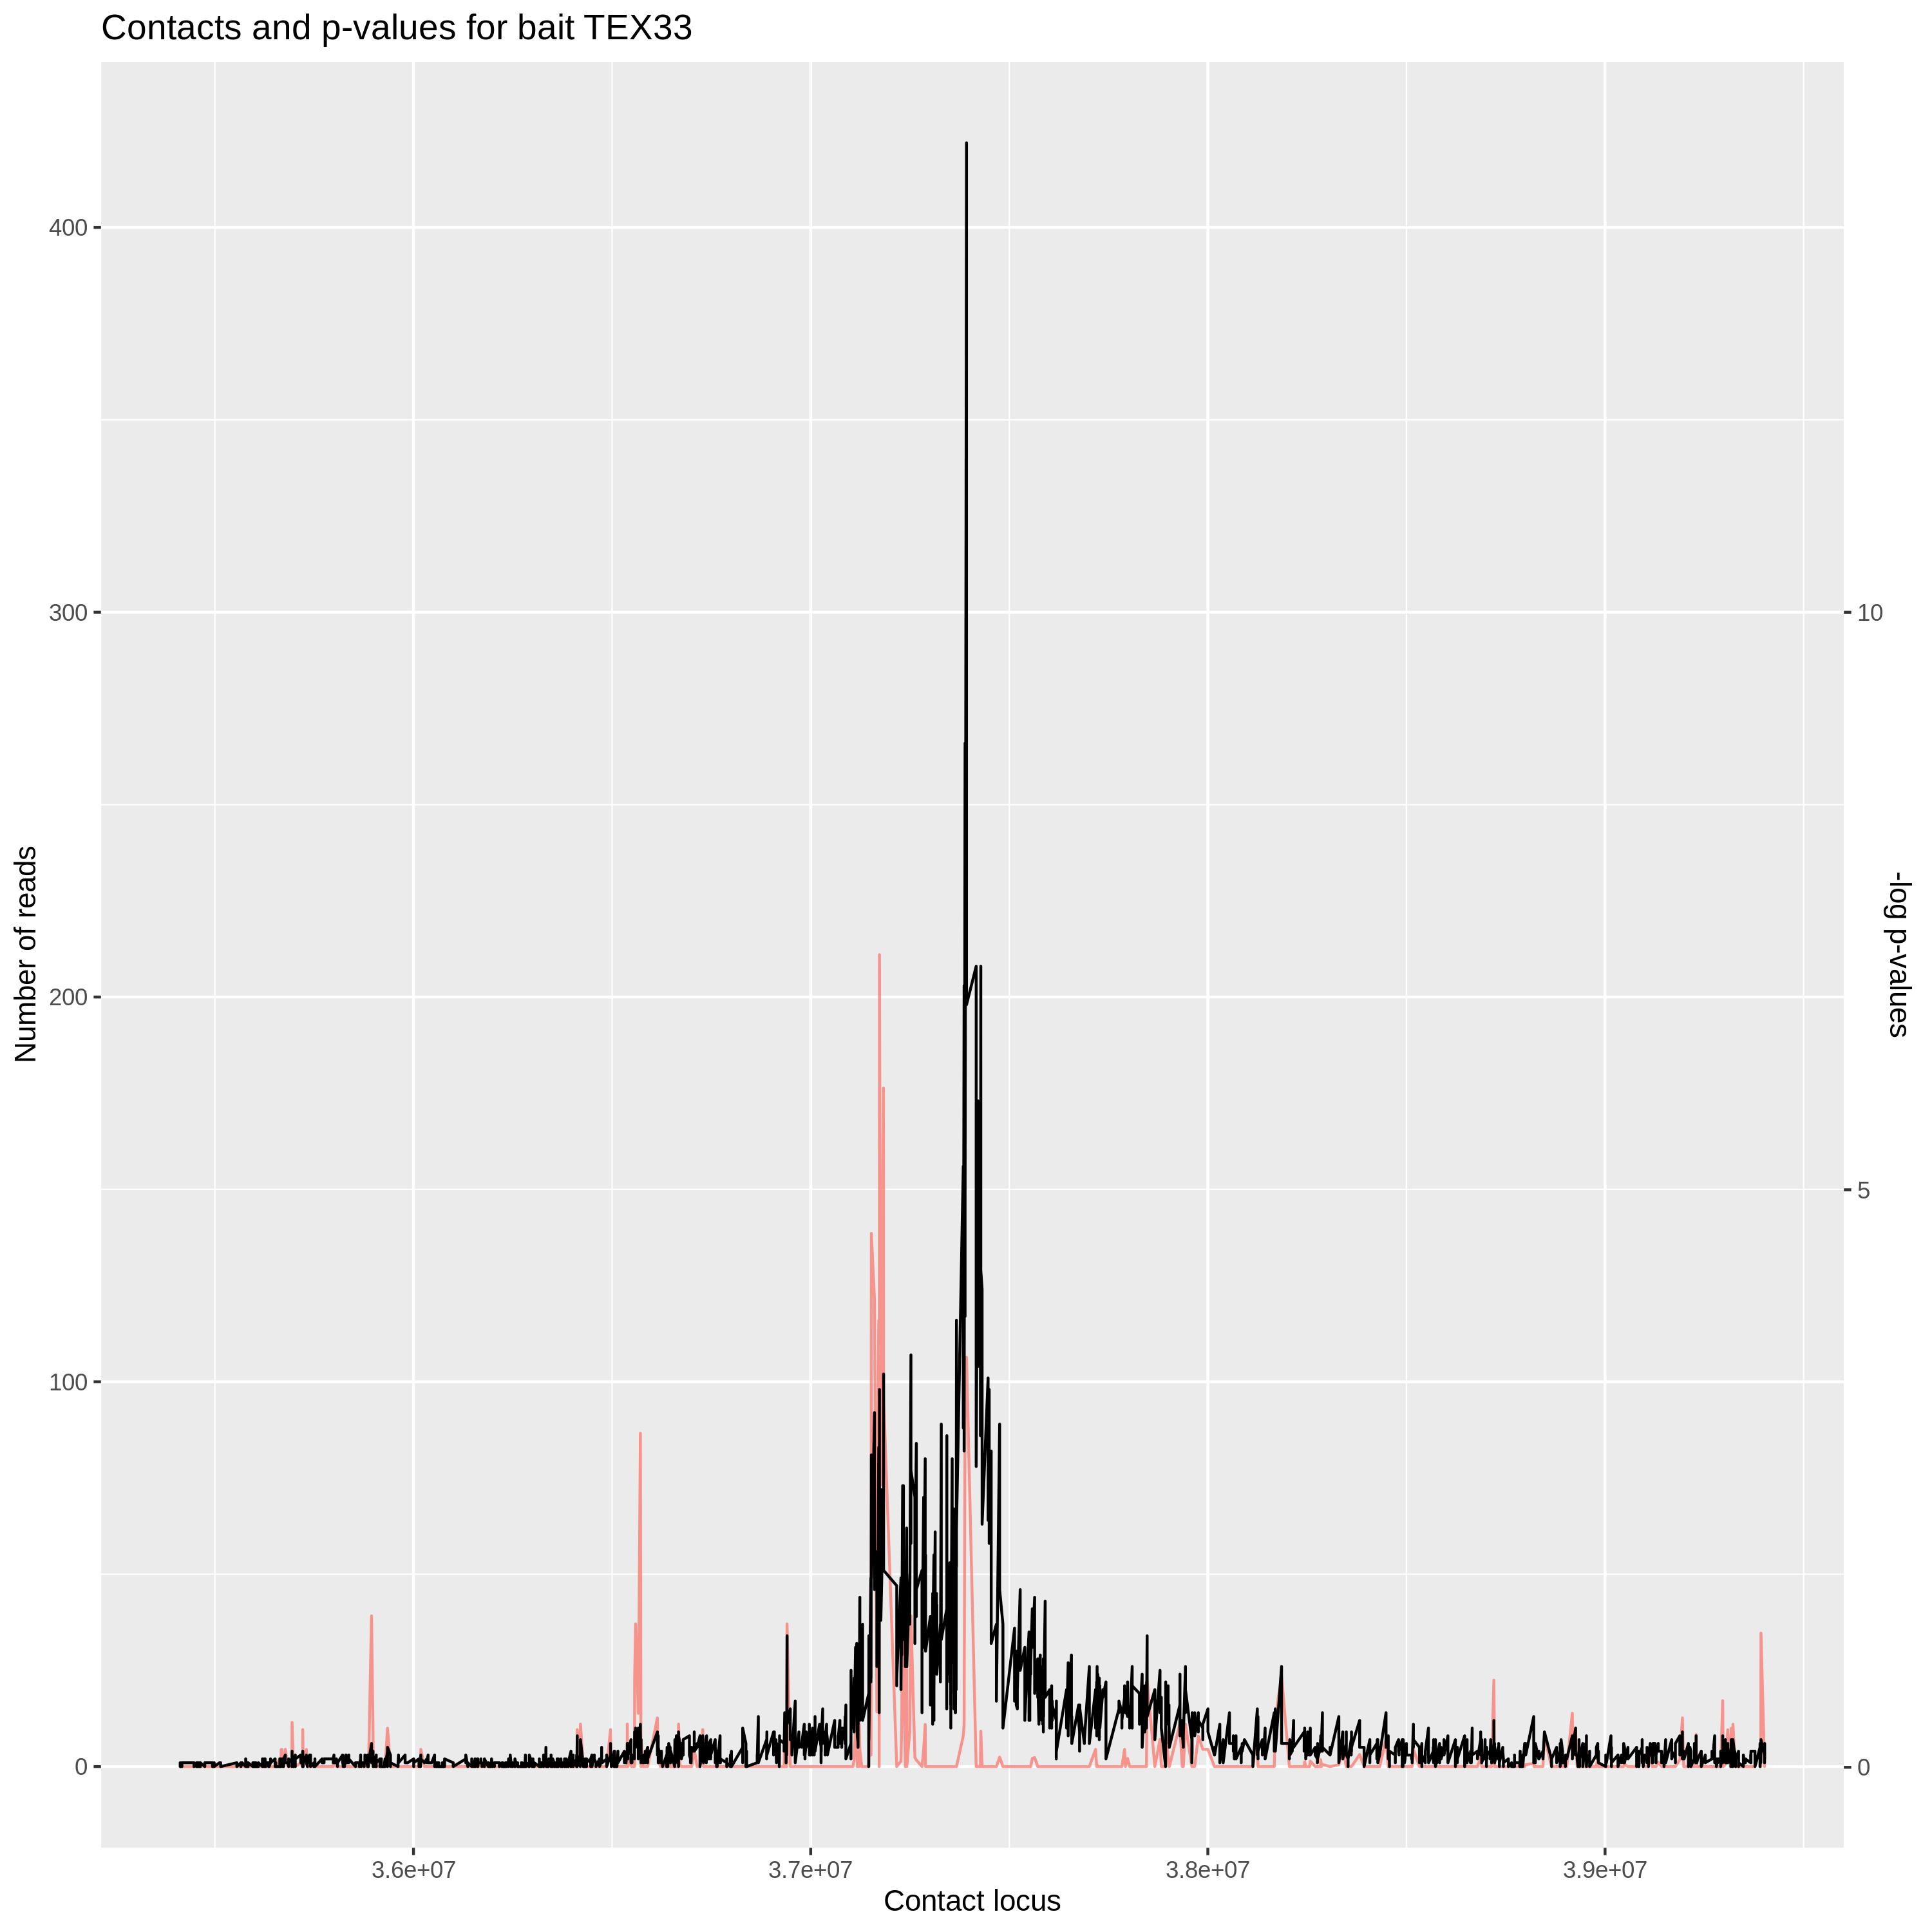 Contacts and p-values for bait TEX33
400
300
200
100
0
Number of reads
10
5
0
-log p-values
3.6e+07
3.7e+07
3.8e+07
3.9e+07
Contact locus